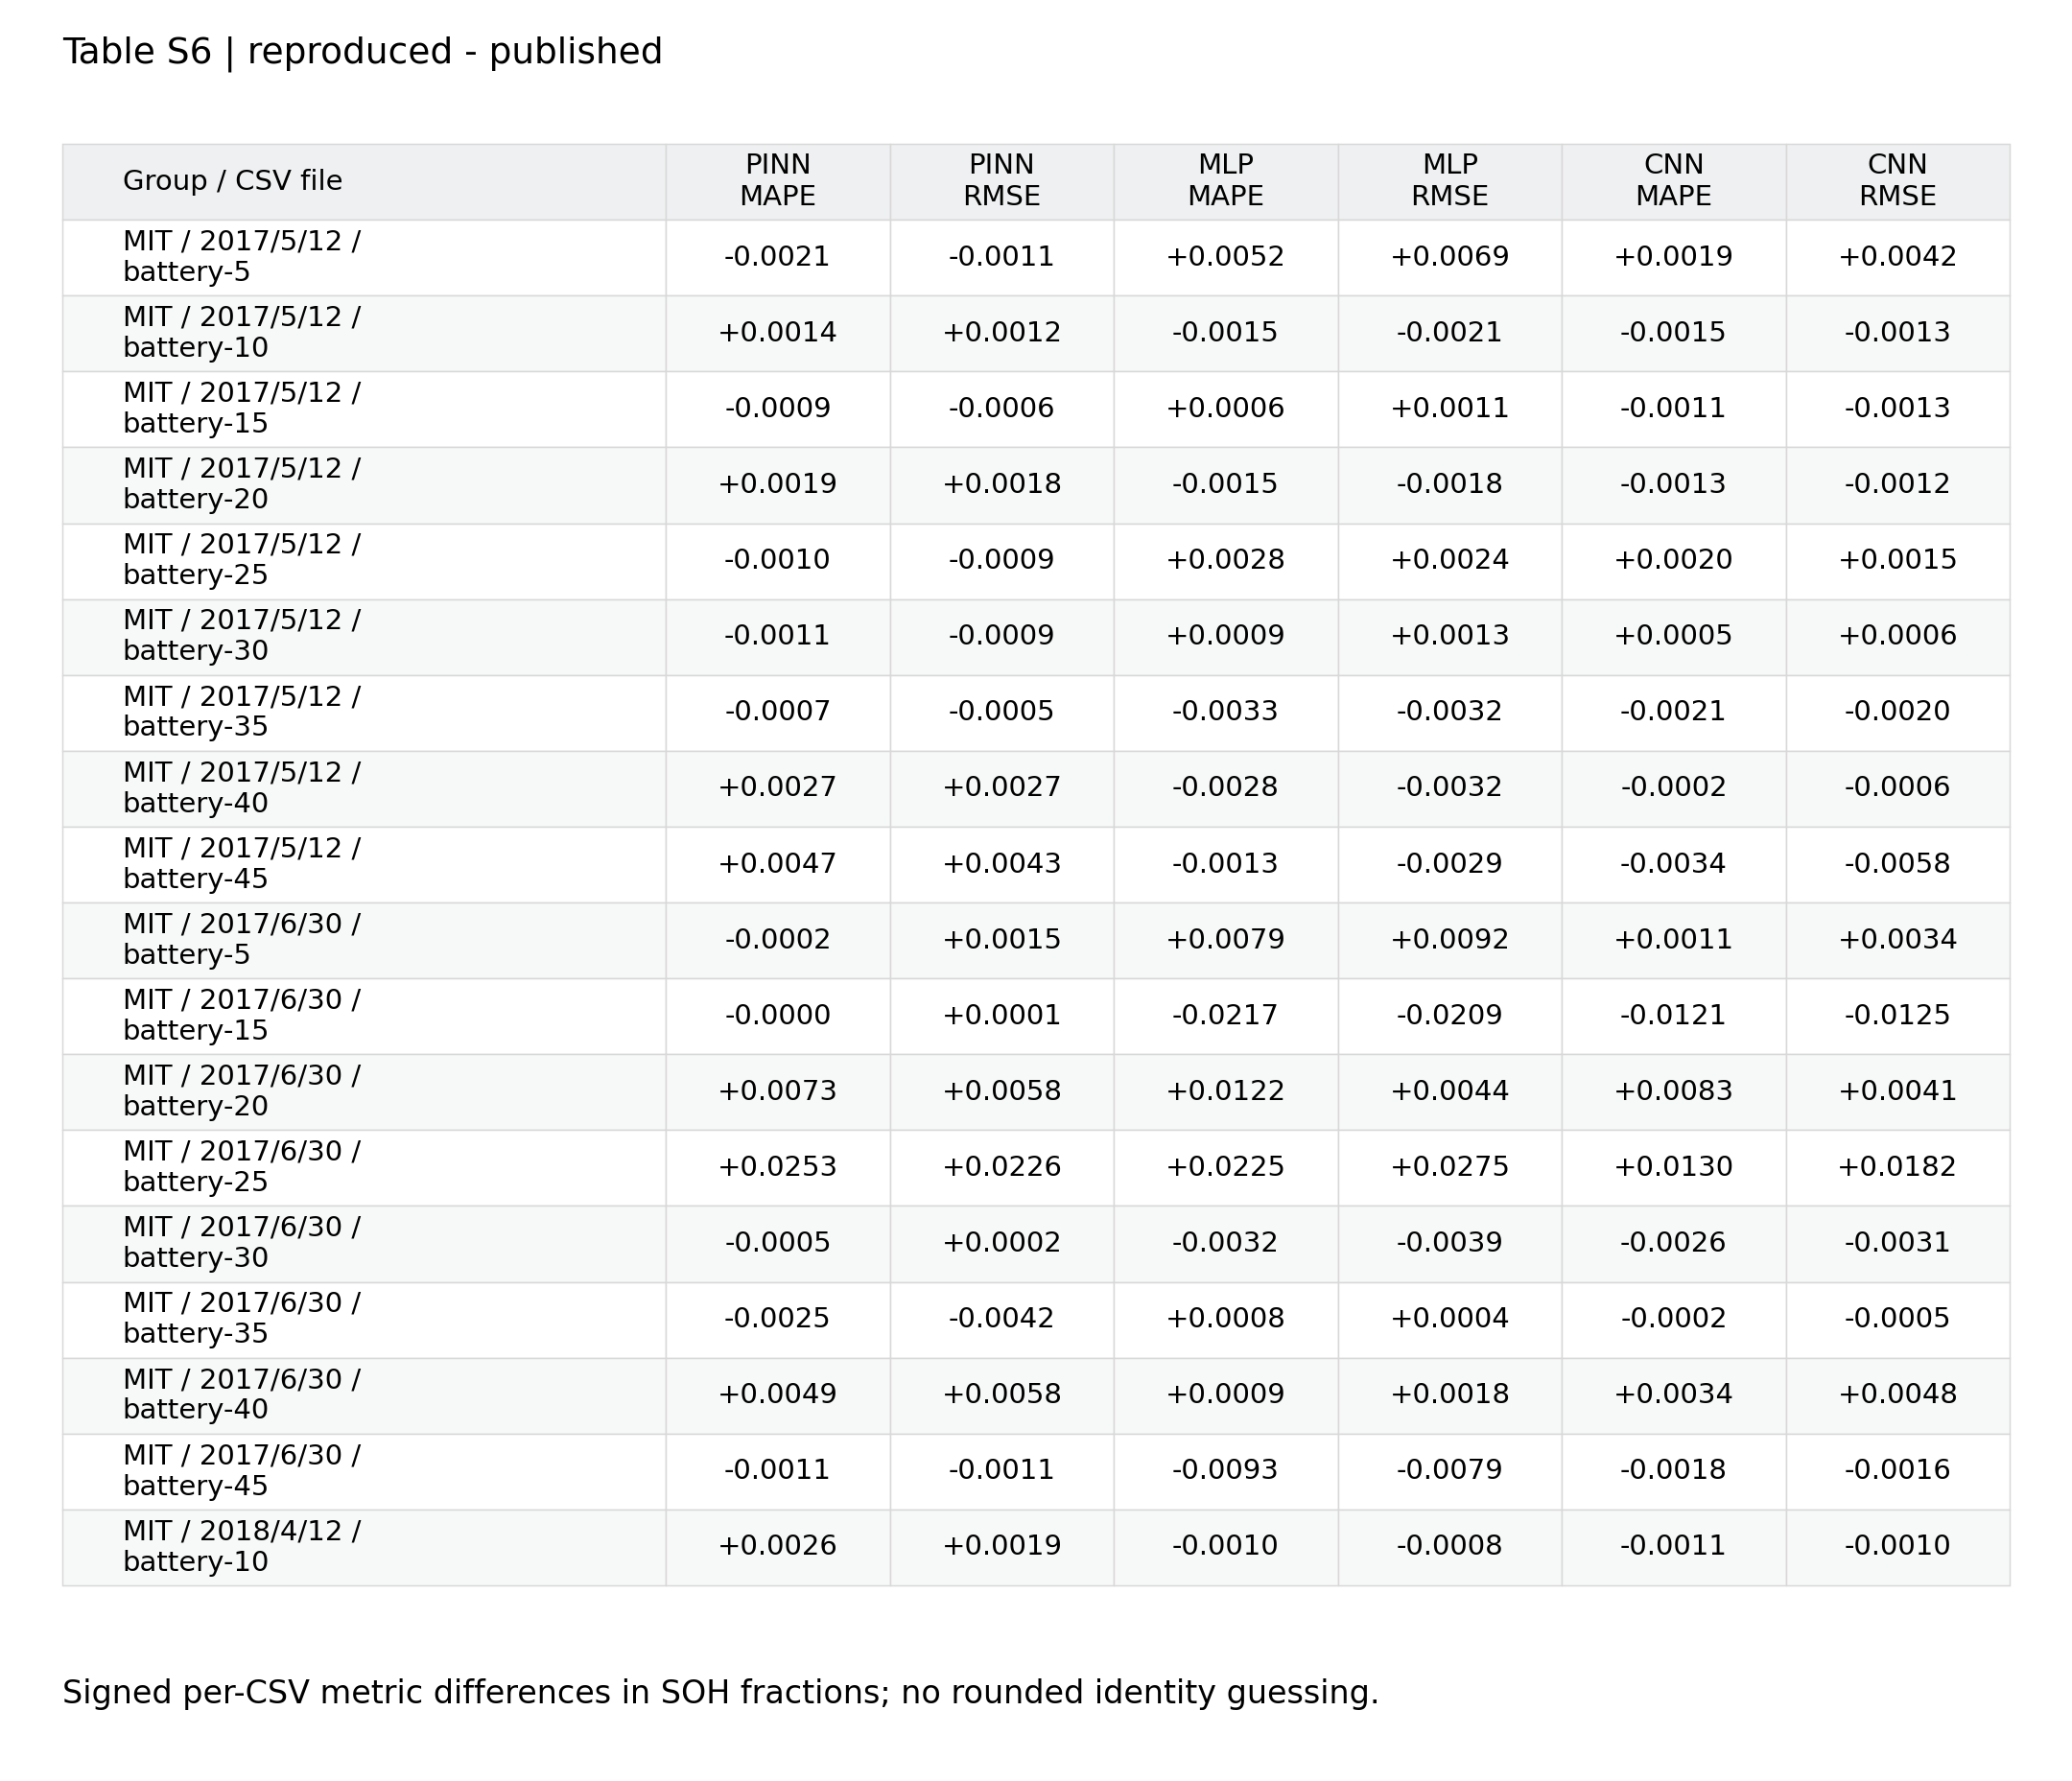 Table S6 | reproduced - published
Group / CSV file PINN MAPE PINN RMSE MLP MAPE MLP RMSE CNN MAPE CNN RMSE
MIT / 2017/5/12 / battery-5 -0.0021 -0.0011 +0.0052 +0.0069 +0.0019 +0.0042
MIT / 2017/5/12 / battery-10 +0.0014 +0.0012 -0.0015 -0.0021 -0.0015 -0.0013
MIT / 2017/5/12 / battery-15 -0.0009 -0.0006 +0.0006 +0.0011 -0.0011 -0.0013
MIT / 2017/5/12 / battery-20 +0.0019 +0.0018 -0.0015 -0.0018 -0.0013 -0.0012
MIT / 2017/5/12 / battery-25 -0.0010 -0.0009 +0.0028 +0.0024 +0.0020 +0.0015
MIT / 2017/5/12 / battery-30 -0.0011 -0.0009 +0.0009 +0.0013 +0.0005 +0.0006
MIT / 2017/5/12 / battery-35 -0.0007 -0.0005 -0.0033 -0.0032 -0.0021 -0.0020
MIT / 2017/5/12 / battery-40 +0.0027 +0.0027 -0.0028 -0.0032 -0.0002 -0.0006
MIT / 2017/5/12 / battery-45 +0.0047 +0.0043 -0.0013 -0.0029 -0.0034 -0.0058
MIT / 2017/6/30 / battery-5 -0.0002 +0.0015 +0.0079 +0.0092 +0.0011 +0.0034
MIT / 2017/6/30 / battery-15 -0.0000 +0.0001 -0.0217 -0.0209 -0.0121 -0.0125
MIT / 2017/6/30 / battery-20 +0.0073 +0.0058 +0.0122 +0.0044 +0.0083 +0.0041
MIT / 2017/6/30 / battery-25 +0.0253 +0.0226 +0.0225 +0.0275 +0.0130 +0.0182
MIT / 2017/6/30 / battery-30 -0.0005 +0.0002 -0.0032 -0.0039 -0.0026 -0.0031
MIT / 2017/6/30 / battery-35 -0.0025 -0.0042 +0.0008 +0.0004 -0.0002 -0.0005
MIT / 2017/6/30 / battery-40 +0.0049 +0.0058 +0.0009 +0.0018 +0.0034 +0.0048
MIT / 2017/6/30 / battery-45 -0.0011 -0.0011 -0.0093 -0.0079 -0.0018 -0.0016
MIT / 2018/4/12 / battery-10 +0.0026 +0.0019 -0.0010 -0.0008 -0.0011 -0.0010
Signed per-CSV metric differences in SOH fractions; no rounded identity guessing.